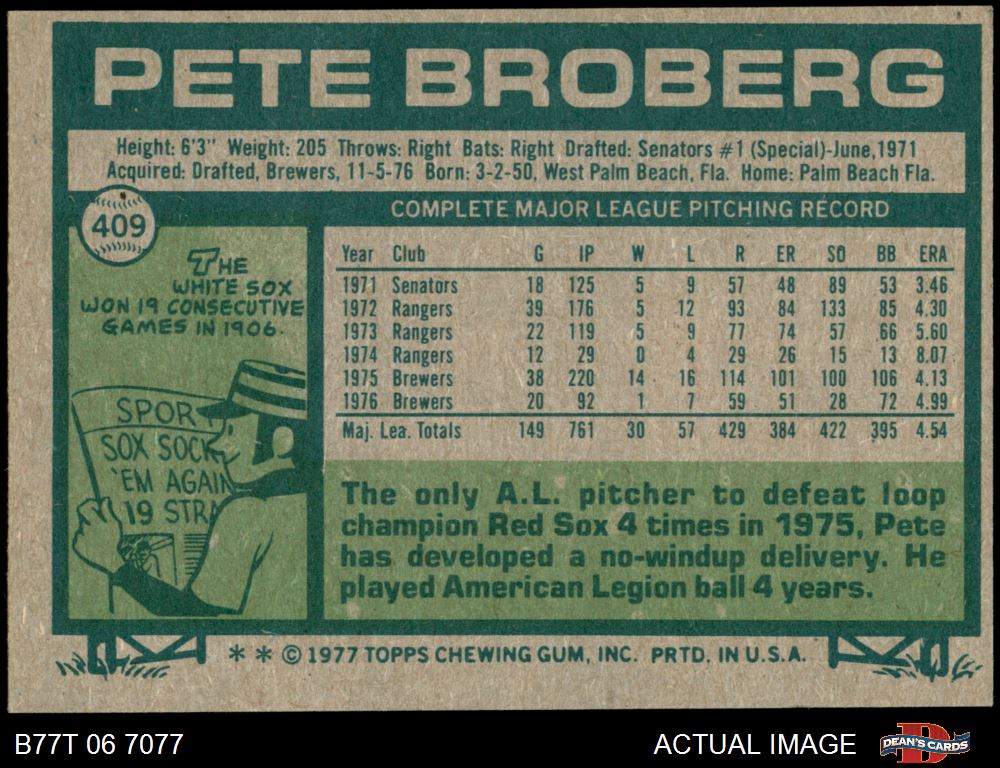 PETE BROBERG
Height: 6'3" Weight: 205 Throws: Right Bats: Right Drafted: Senators #1 (Special)-June,1971
Acquired: Drafted, Brewers, 11-5-76 Born: 3-2-50, West Palm Beach, Fla. Home: Palm Beach Fla.
409
THE
WHITE SOX
WON 19 CONSECUTIVE
GAMES IN 1906.
SPOR
SOX SOCK
'EM AGAIN
19 STRA
COMPLETE MAJOR LEAGUE PITCHING RECORD
Year Club G IP W L R ER SO BB ERA
1971 Senators 18 125 5 9 57 48 89 53 3.46
1972 Rangers 39 176 5 12 93 84 133 85 4.30
1973 Rangers 22 119 5 9 77 74 57 66 5.60
1974 Rangers 12 29 0 4 29 26 15 13 8.07
1975 Brewers 38 220 14 16 114 101 100 106 4.13
1976 Brewers 20 92 1 7 59 51 28 72 4.99
Maj. Lea. Totals 149 761 30 57 429 384 422 395 4.54
The only A.L. pitcher to defeat loop
champion Red Sox 4 times in 1975, Pete
has developed a no-windup delivery. He
played American Legion ball 4 years.
* * © 1977 TOPPS CHEWING GUM, INC. PRTD. IN U.S.A.
B77T 06 7077
ACTUAL IMAGE
DEAN'S CARDS